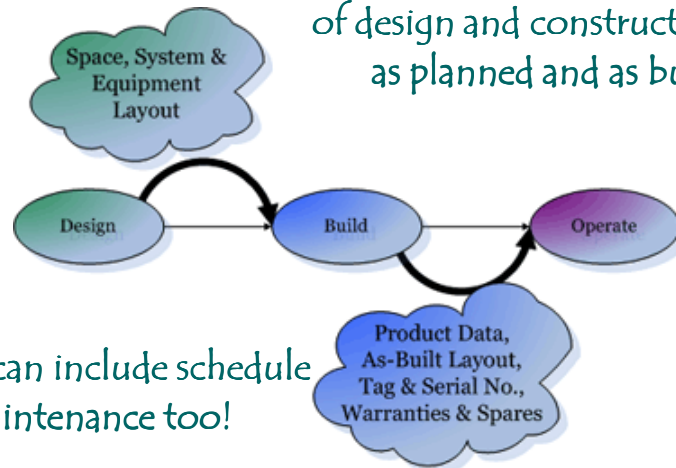 of design and construct
as planned and as bu
Space, System &
Equipment
Layout
Design
Build
Operate
Product Data,
As-Built Layout,
Tag & Serial No.,
Warranties & Spares
can include schedule
intenance too!